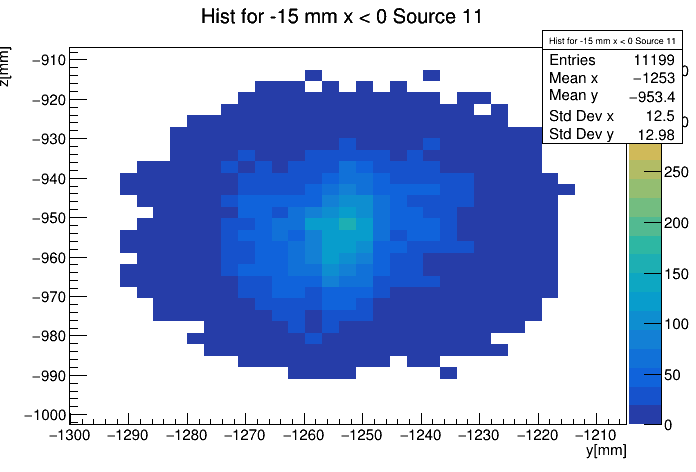 Hist for -15 mm x < 0 Source 11
z[mm]
Hist for -15 mm x < 0 Source 11
Entries 11199
Mean x −1253
Mean y −953.4
Std Dev x 12.5
Std Dev y 12.98
−910
−920
−930
−940
−950
−960
−970
−980
−990
−1000
−1300 −1290 −1280 −1270 −1260 −1250 −1240 −1230 −1220 −1210
y[mm]
250
200
150
100
50
0